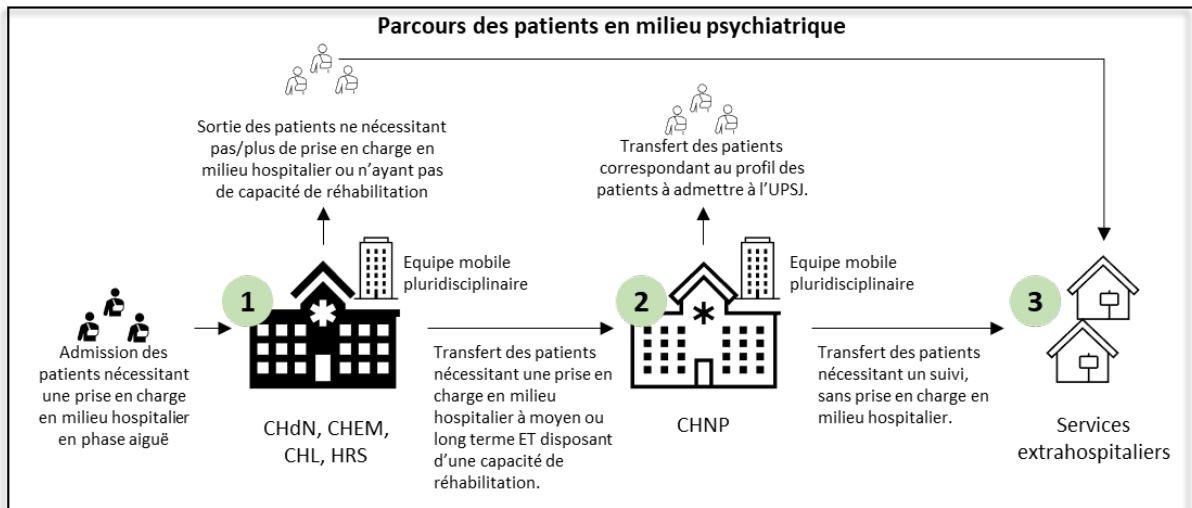 Parcours des patients en milieu psychiatrique
Sortie des patients ne nécessitant
pas/plus de prise en charge en
milieu hospitalier ou n'ayant pas
de capacité de réhabilitation
Transfert des patients
correspondant au profil des
patients à admettre à l'UPSJ.
1
Equipe mobile
pluridisciplinaire
2
Equipe mobile
pluridisciplinaire
3
Admission des
patients nécessitant
une prise en charge
en milieu hospitalier
en phase aiguë
CHdN, CHEM,
CHL, HRS
Transfert des patients
nécessitant une prise en
charge en milieu
hospitalier à moyen ou
long terme ET disposant
d'une capacité de
réhabilitation.
CHNP
Transfert des patients
nécessitant un suivi,
sans prise en charge en
milieu hospitalier.
Services
extrahospitaliers